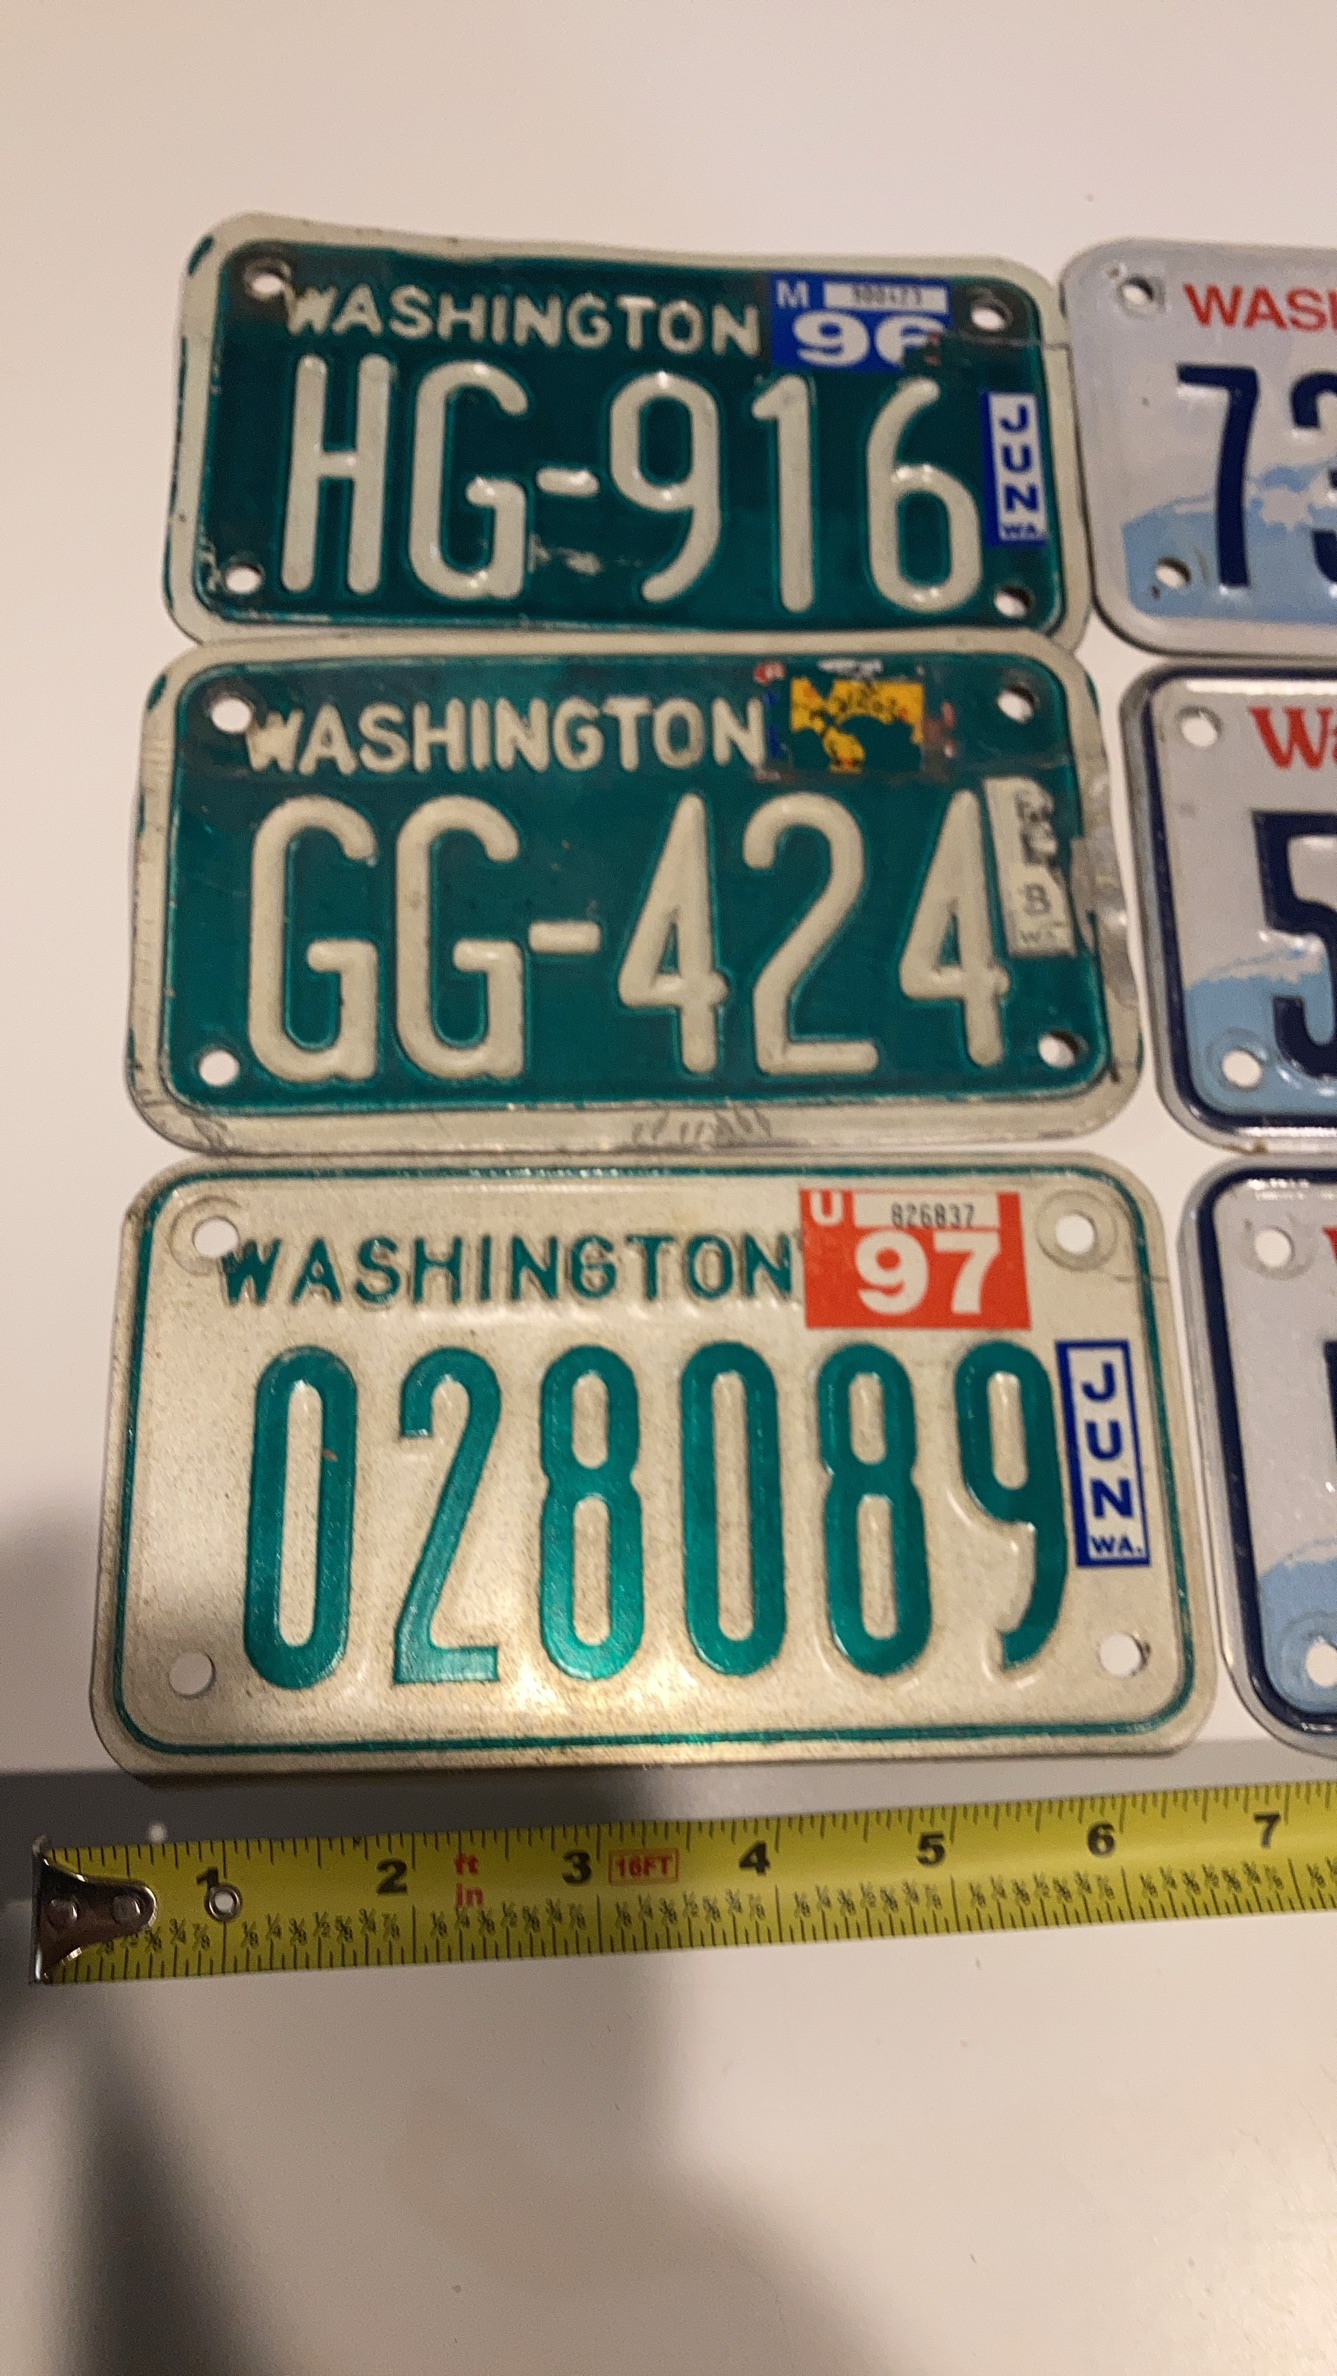 WASHINGTON
M
96
HG-916
JUN
WA.
WASHINGTON
GG-424
WASHINGTON
U 826837
97
028089
JUN
WA.
WAS
73
W
5
1 2 ft 3 16FT 4 5 6 7
in